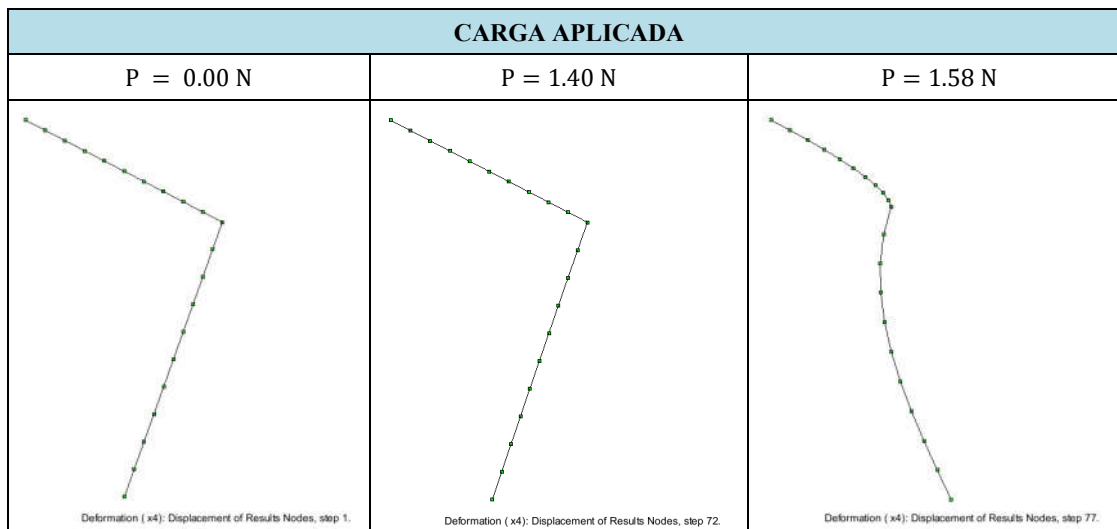 CARGA APLICADA
P = 0.00 N
P = 1.40 N
P = 1.58 N
Deformation ( x4): Displacement of Results Nodes, step 1.
Deformation ( x4): Displacement of Results Nodes, step 72.
Deformation ( x4): Displacement of Results Nodes, step 77.